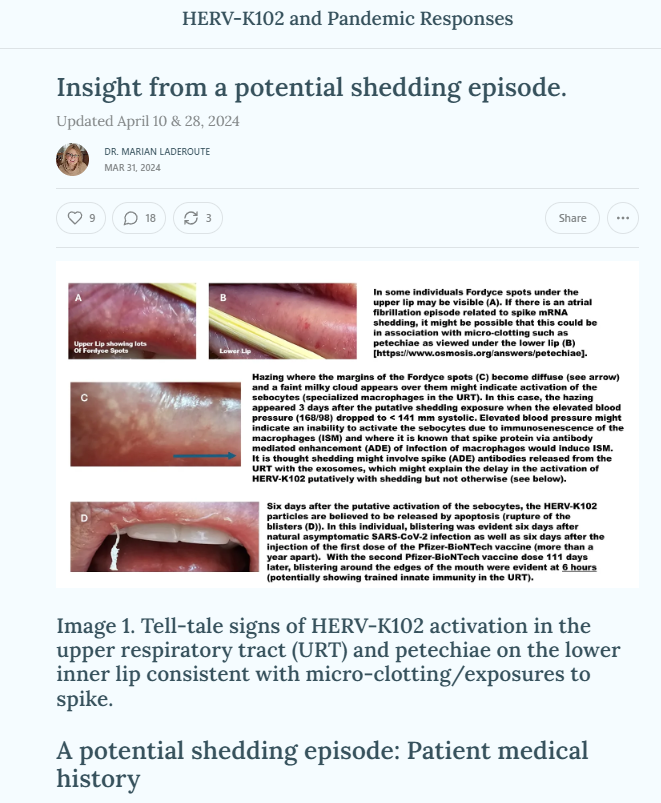 HERV-K102 and Pandemic Responses
Insight from a potential shedding episode.
Updated April 10 & 28, 2024
DR. MARIAN LADEROUTE
MAR 31, 2024
9
18
3
Share
A
Upper Lip showing lots
Of Fordyce Spots
B
Lower Lip
In some individuals Fordyce spots under the
upper lip may be visible (A). If there is an atrial
fibrillation episode related to spike mRNA
shedding, it might be possible that this could be
in association with micro-clotting such as
petechiae as viewed under the lower lip (B)
[https://www.osmosis.org/answers/petechiae].
C
Hazing where the margins of the Fordyce spots (C) become diffuse (see arrow)
and a faint milky cloud appears over them might indicate activation of the
sebocytes (specialized macrophages in the URT). In this case, the hazing
appeared 3 days after the putative shedding exposure when the elevated blood
pressure (168/98) dropped to < 141 mm systolic. Elevated blood pressure might
indicate an inability to activate the sebocytes due to immunosenescence of the
macrophages (ISM) and where it is known that spike protein via antibody
mediated enhancement (ADE) of infection of macrophages would induce ISM.
It is thought shedding might involve spike (ADE) antibodies released from the
URT with the exosomes, which might explain the delay in the activation of
HERV-K102 putatively with shedding but not otherwise (see below).
D
Six days after the putative activation of the sebocytes, the HERV-K102
particles are believed to be released by apoptosis (rupture of the
blisters (D)). In this individual, blistering was evident six days after
natural asymptomatic SARS-CoV-2 infection as well as six days after the
injection of the first dose of the Pfizer-BioNTech vaccine (more than a
year apart). With the second Pfizer-BioNTech vaccine dose 111 days
later, blistering around the edges of the mouth were evident at 6 hours
(potentially showing trained innate immunity in the URT).
Image 1. Tell-tale signs of HERV-K102 activation in the
upper respiratory tract (URT) and petechiae on the lower
inner lip consistent with micro-clotting/exposures to
spike.
A potential shedding episode: Patient medical
history